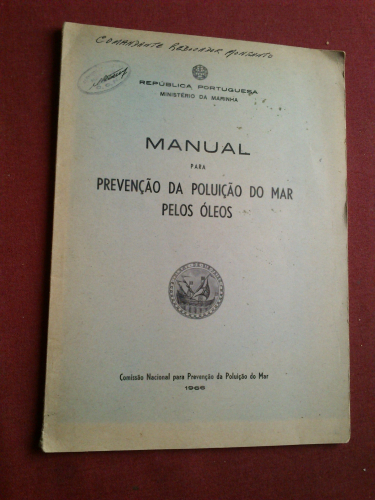 REPÚBLICA PORTUGUESA
MINISTÉRIO DA MARINHA
MANUAL
PARA
PREVENÇÃO DA POLUIÇÃO DO MAR
PELOS ÓLEOS
Comissão Nacional para Prevenção da Poluição do Mar